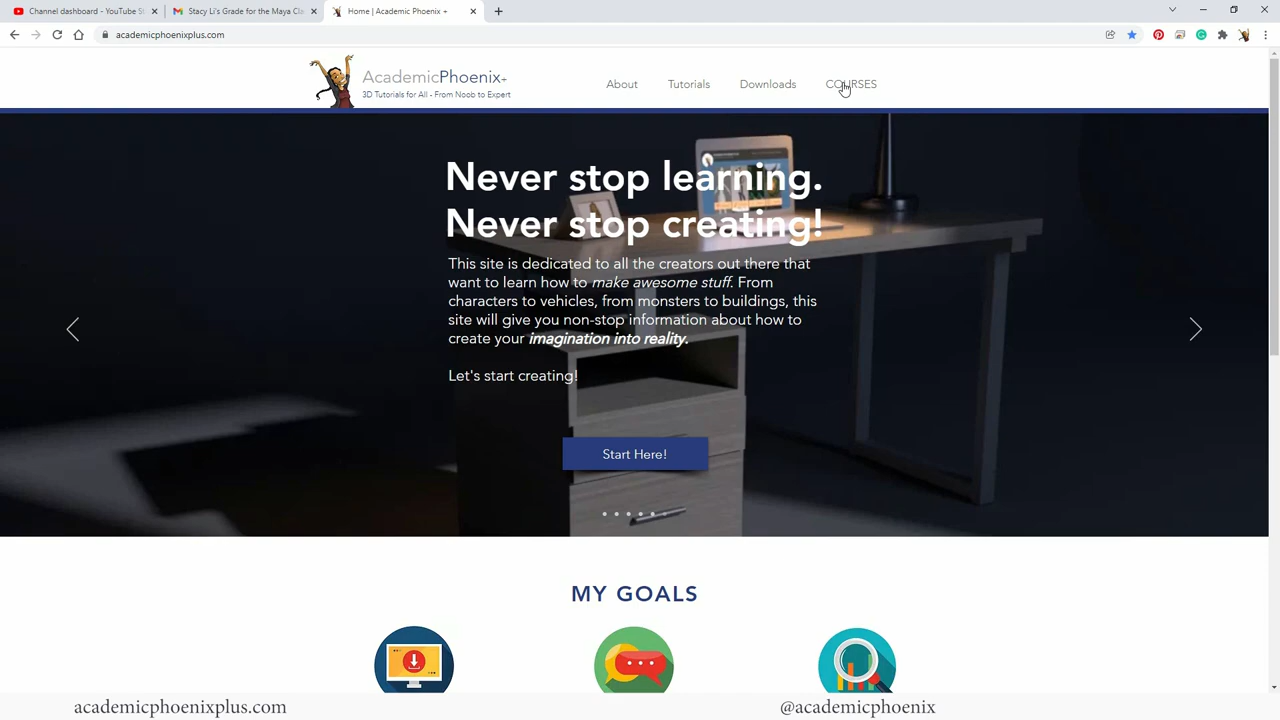 Channel dashboard - YouTube St
Stacy Li's Grade for the Maya Cla
Home | Academic Phoenix +
academicphoenixplus.com
AcademicPhoenix+
3D Tutorials for All - From Noob to Expert
About
Tutorials
Downloads
COURSES
Never stop learning.
Never stop creating!
This site is dedicated to all the creators out there that
want to learn how to make awesome stuff. From
characters to vehicles, from monsters to buildings, this
site will give you non-stop information about how to
create your imagination into reality.
Let's start creating!
Start Here!
MY GOALS
academicphoenixplus.com
@academicphoenix